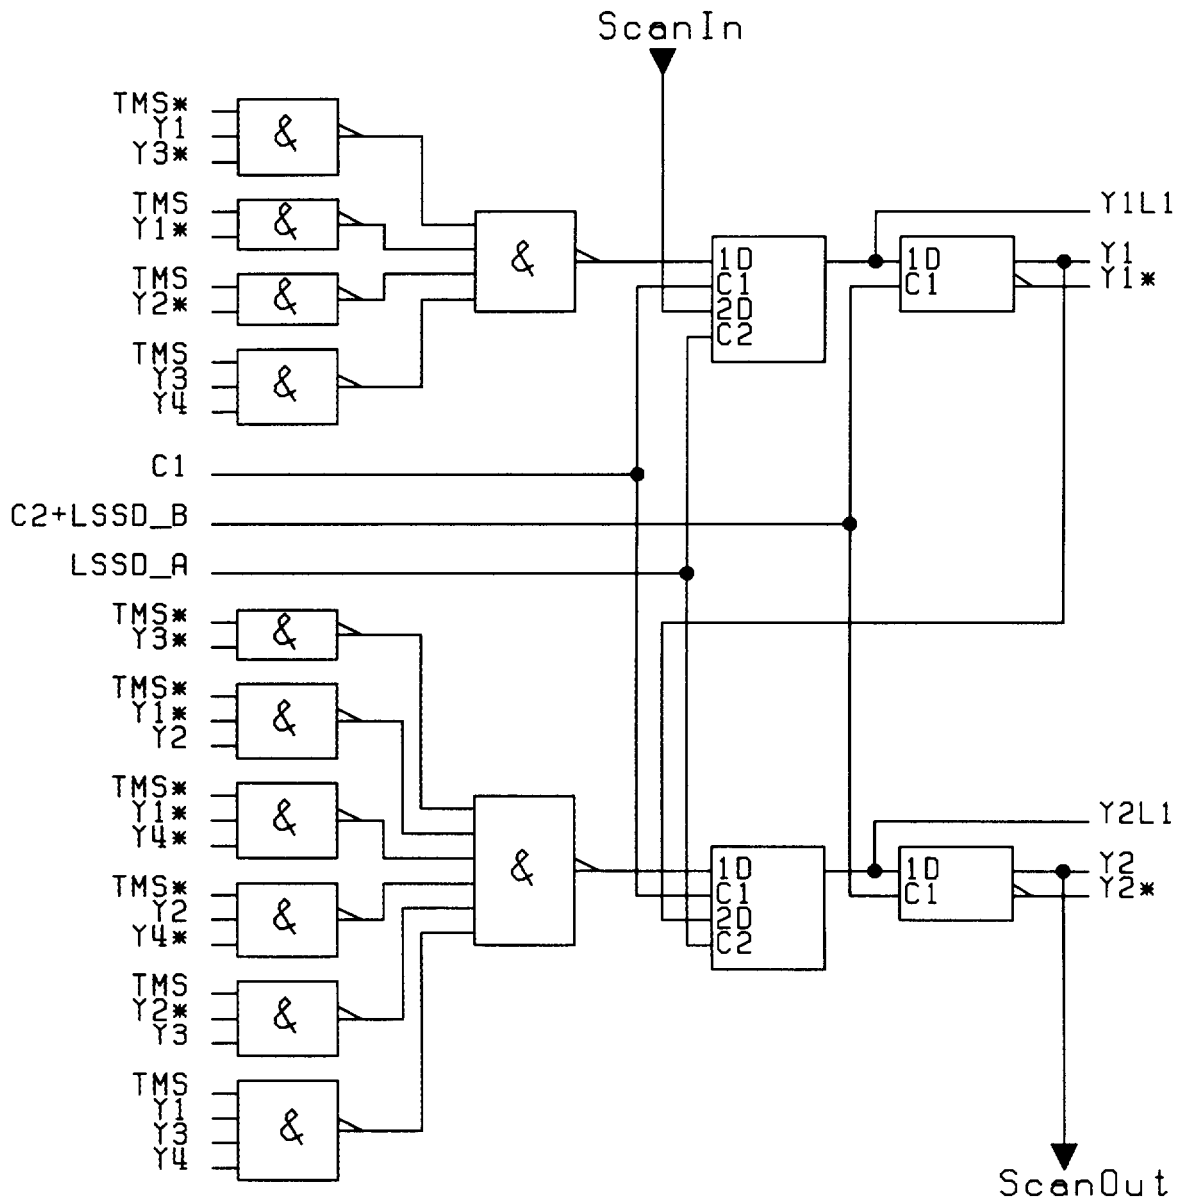 ScanIn
TMS*
Y1
Y3*
&
TMS
Y1*
&
TMS
Y2*
&
TMS
Y3
Y4
&
&
1D
C1
2D
C2
1D
C1
Y1L1
Y1
Y1*
C1
C2+LSSD_B
LSSD_A
TMS*
Y3*
&
TMS*
Y1*
Y2
&
TMS*
Y1*
Y4*
&
TMS*
Y2
Y4*
&
TMS
Y2*
Y3
&
TMS
Y1
Y3
Y4
&
&
1D
C1
2D
C2
1D
C1
Y2L1
Y2
Y2*
ScanOut